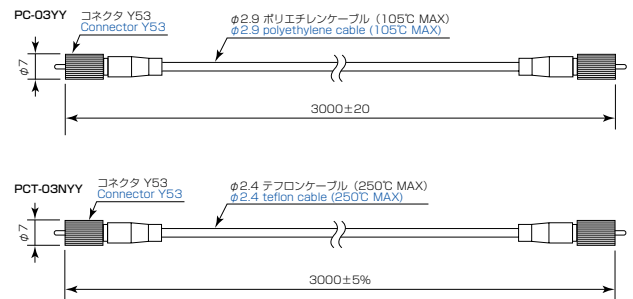 PC-03YY
コネクタ Y53
Connector Y53
φ2.9 ポリエチレンケーブル（105℃ MAX）
φ2.9 polyethylene cable (105℃ MAX)
φ7
3000±20
PCT-03NYY
コネクタ Y53
Connector Y53
φ2.4 テフロンケーブル（250℃ MAX）
φ2.4 teflon cable (250℃ MAX)
φ7
3000±5%